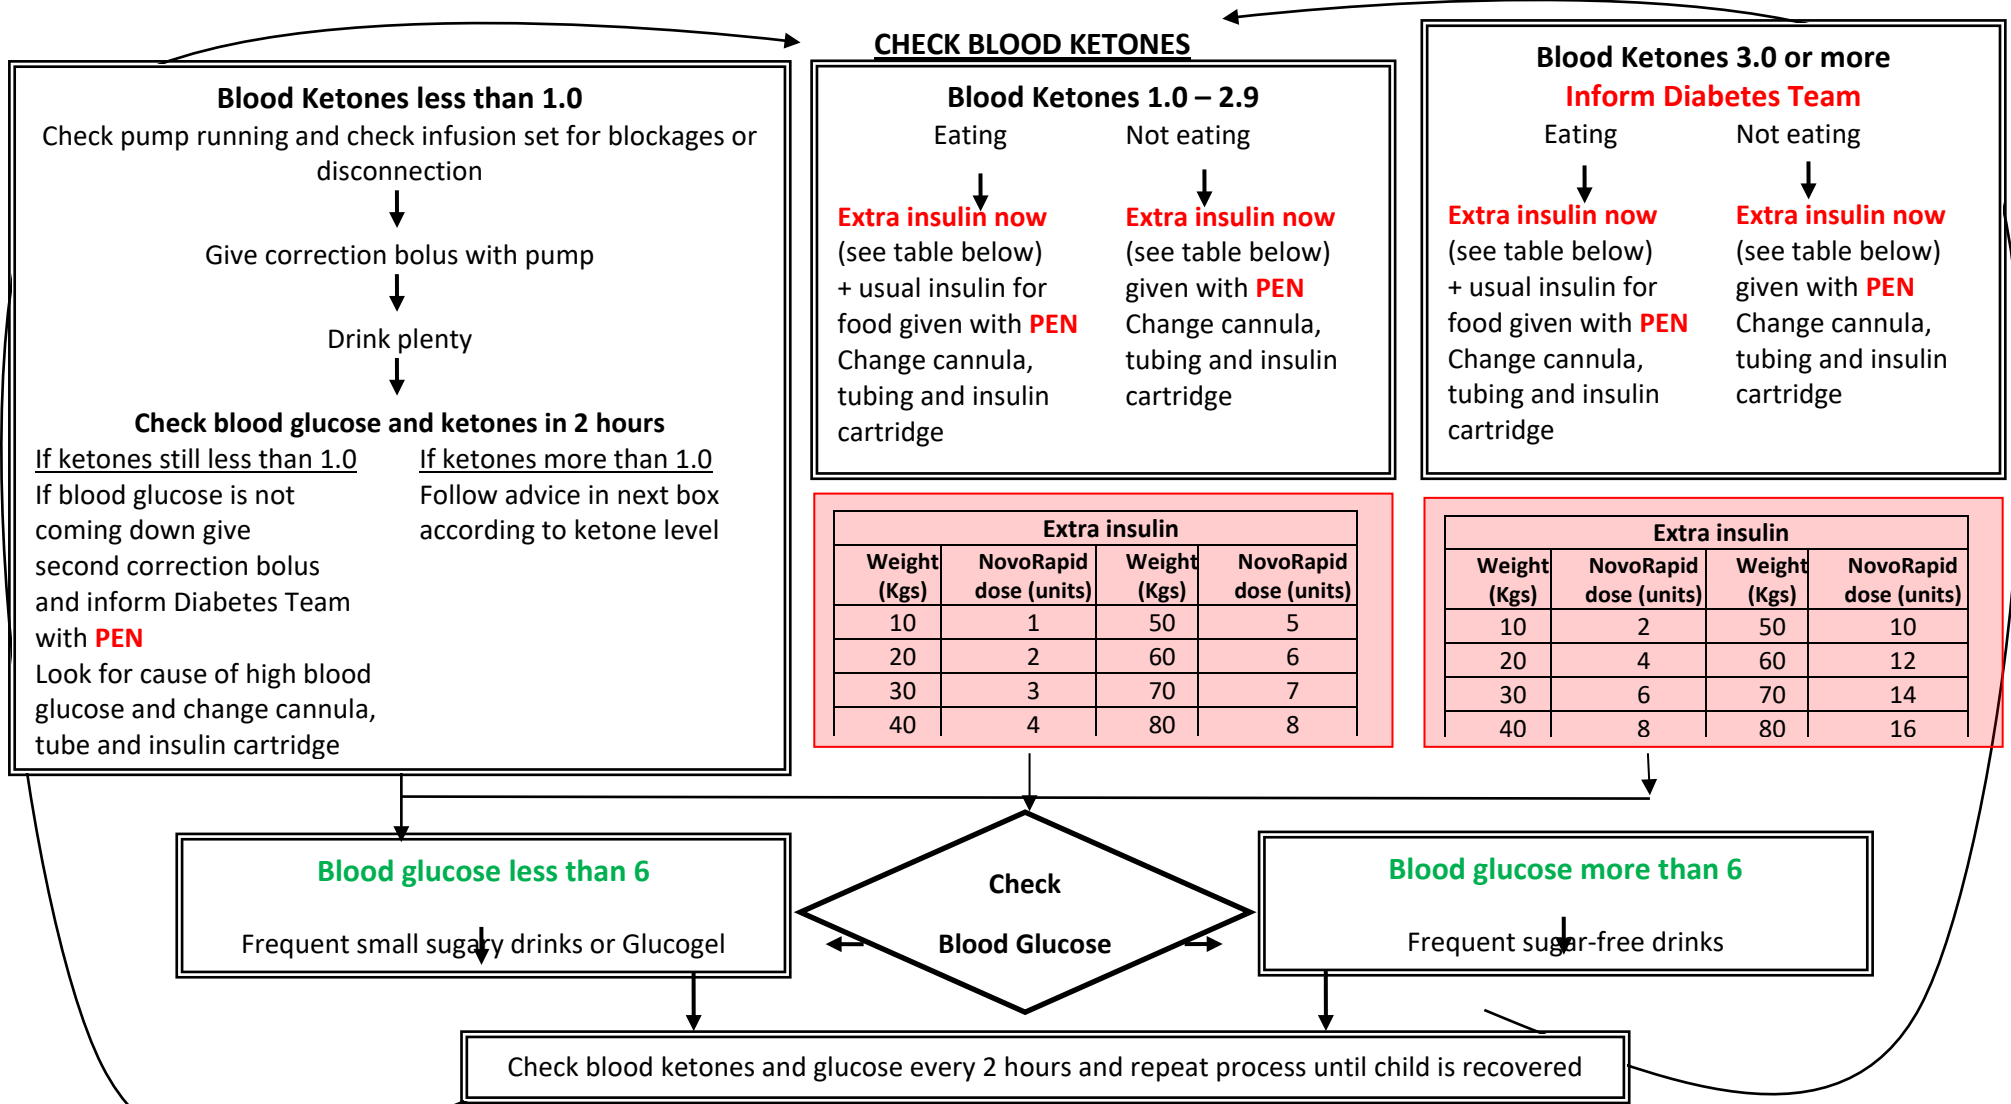 CHECK BLOOD KETONES
Blood Ketones less than 1.0
Check pump running and check infusion set for blockages or
disconnection
Give correction bolus with pump
Drink plenty
Check blood glucose and ketones in 2 hours
If ketones still less than 1.0
If blood glucose is not
coming down give
second correction bolus
and inform Diabetes Team
with PEN
Look for cause of high blood
glucose and change cannula,
tube and insulin cartridge
If ketones more than 1.0
Follow advice in next box
according to ketone level
Blood Ketones 1.0 – 2.9
Eating
Extra insulin now
(see table below)
+ usual insulin for
food given with PEN
Change cannula,
tubing and insulin
cartridge
Not eating
Extra insulin now
(see table below)
given with PEN
Change cannula,
tubing and insulin
cartridge
Extra insulin
Weight (Kgs) NovoRapid dose (units) Weight (Kgs) NovoRapid dose (units)
10 1 50 5
20 2 60 6
30 3 70 7
40 4 80 8
Blood Ketones 3.0 or more
Inform Diabetes Team
Eating
Extra insulin now
(see table below)
+ usual insulin for
food given with PEN
Change cannula,
tubing and insulin
cartridge
Not eating
Extra insulin now
(see table below)
given with PEN
Change cannula,
tubing and insulin
cartridge
Extra insulin
Weight (Kgs) NovoRapid dose (units) Weight (Kgs) NovoRapid dose (units)
10 2 50 10
20 4 60 12
30 6 70 14
40 8 80 16
Blood glucose less than 6
Frequent small sugary drinks or Glucogel
Check
Blood Glucose
Blood glucose more than 6
Frequent sugar-free drinks
Check blood ketones and glucose every 2 hours and repeat process until child is recovered